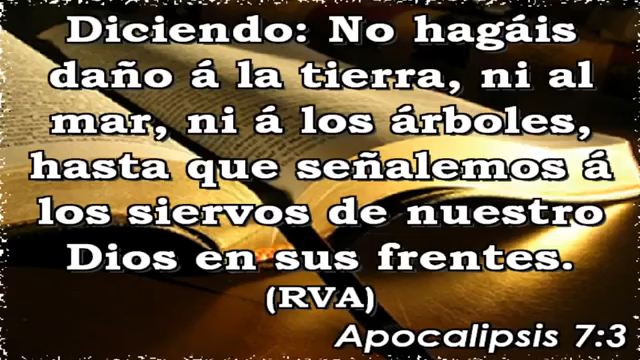 Diciendo: No hagáis
daño á la tierra, ni al
mar, ni á los árboles,
hasta que señalemos á
los siervos de nuestro
Dios en sus frentes.
(RVA)
Apocalipsis 7:3